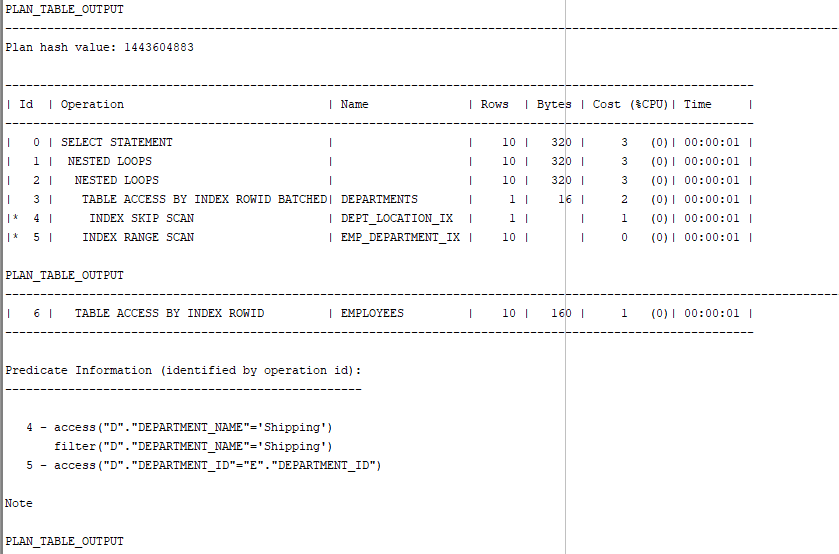 PLAN_TABLE_OUTPUT
------------------------------------------------------------------------------------------------------------------------
Plan hash value: 1443604883
-----------------------------------------------------------------------------------------------------------
| Id  | Operation                             | Name              | Rows  | Bytes | Cost (%CPU)| Time     |
-----------------------------------------------------------------------------------------------------------
|   0 | SELECT STATEMENT                      |                   |    10 |   320 |     3   (0)| 00:00:01 |
|   1 |  NESTED LOOPS                         |                   |    10 |   320 |     3   (0)| 00:00:01 |
|   2 |   NESTED LOOPS                        |                   |    10 |   320 |     3   (0)| 00:00:01 |
|   3 |    TABLE ACCESS BY INDEX ROWID BATCHED| DEPARTMENTS       |     1 |    16 |     2   (0)| 00:00:01 |
|*  4 |     INDEX SKIP SCAN                   | DEPT_LOCATION_IX  |     1 |       |     1   (0)| 00:00:01 |
|*  5 |    INDEX RANGE SCAN                   | EMP_DEPARTMENT_IX |    10 |       |     0   (0)| 00:00:01 |
PLAN_TABLE_OUTPUT
------------------------------------------------------------------------------------------------------------------------
|   6 |   TABLE ACCESS BY INDEX ROWID         | EMPLOYEES         |    10 |   160 |     1   (0)| 00:00:01 |
-----------------------------------------------------------------------------------------------------------
Predicate Information (identified by operation id):
---------------------------------------------------
   4 - access("D"."DEPARTMENT_NAME"='Shipping')
       filter("D"."DEPARTMENT_NAME"='Shipping')
   5 - access("D"."DEPARTMENT_ID"="E"."DEPARTMENT_ID")
Note
PLAN_TABLE_OUTPUT